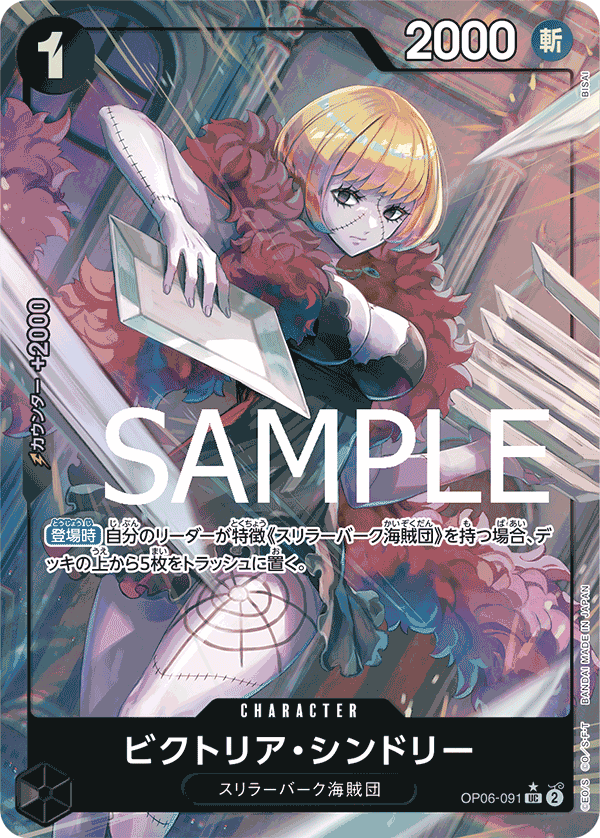 1
2000
斬
BISAI
カウンター +2000
SAMPLE
登場時 自分のリーダーが特徴《スリラーバーク海賊団》を持つ場合、デ
ッキの上から5枚をトラッシュに置く。
CHARACTER
ビクトリア・シンドリー
スリラーバーク海賊団
OP06-091 ★ UC 2
©EO/S ©O/S・F・T BANDAI MADE IN JAPAN